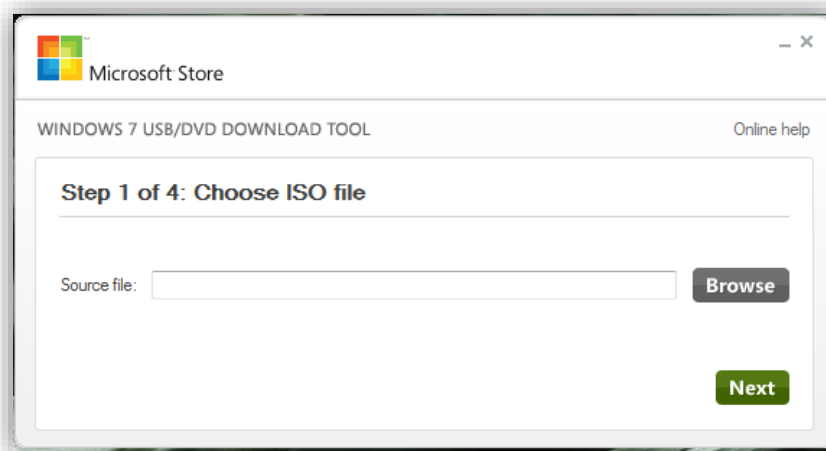 Microsoft Store
WINDOWS 7 USB/DVD DOWNLOAD TOOL
Online help
Step 1 of 4: Choose ISO file
Source file:
Browse
Next